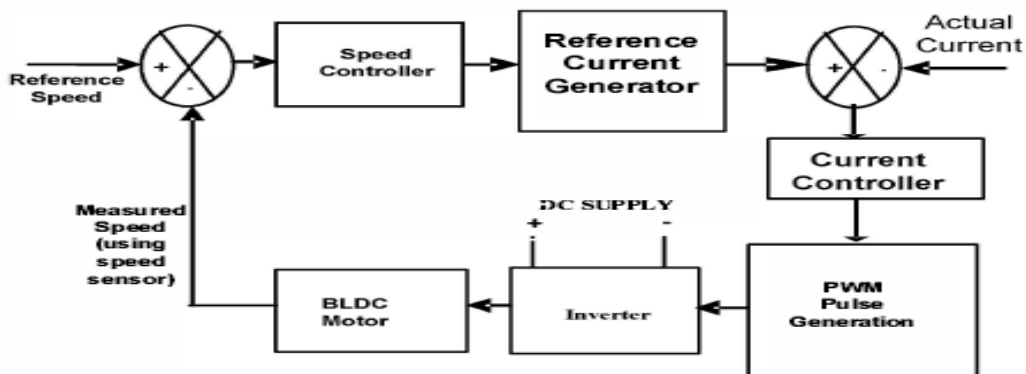 Reference
Speed
+
-
Speed
Controller
Reference
Current
Generator
+
-
Actual
Current
Current
Controller
PWM
Pulse
Generation
DC SUPPLY
+
-
Inverter
BLDC
Motor
Measured
Speed
(using
speed
sensor)